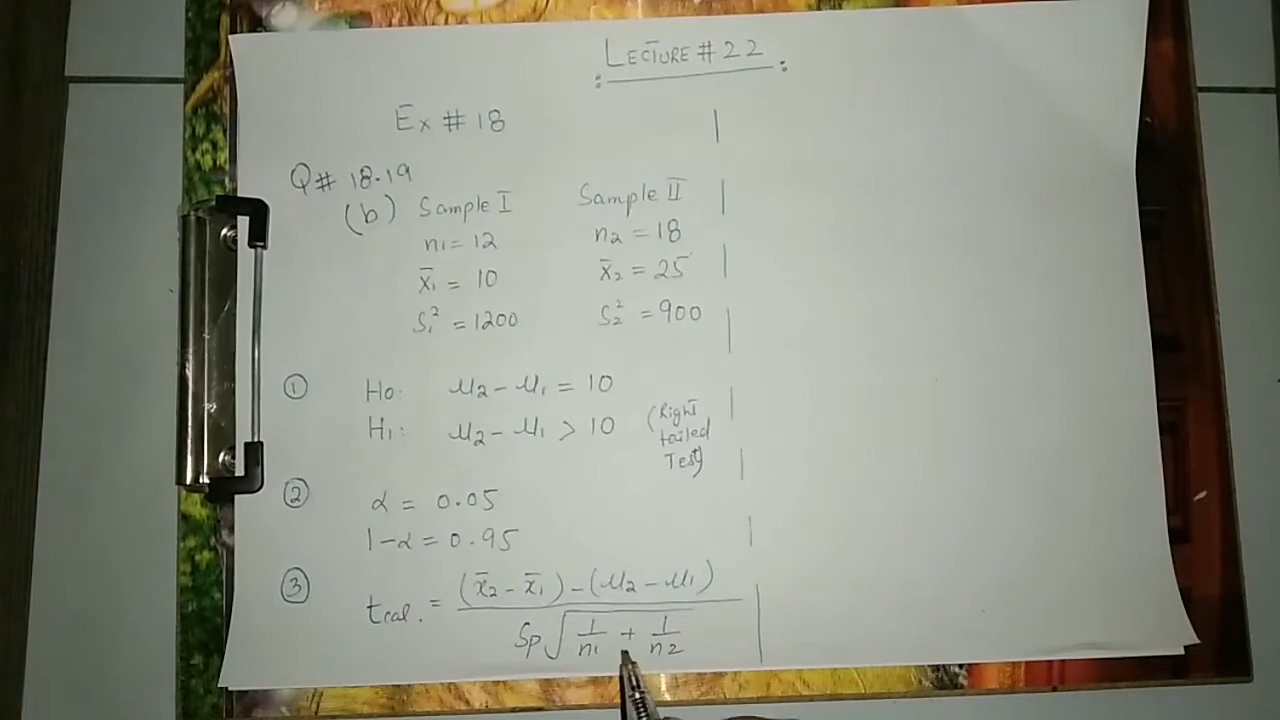 LECTURE # 22
Ex # 18
Q# 18.19
(b) Sample I Sample II
n1 = 12 n2 = 18
x̄1 = 10 x̄2 = 25
S1² = 1200 S2² = 900
① H0: μ2 - μ1 = 10
H1: μ2 - μ1 > 10 (Right tailed Test)
② α = 0.05
1-α = 0.95
③ tcal. = (x̄2 - x̄1) - (μ2 - μ1) / Sp √(1/n1 + 1/n2)